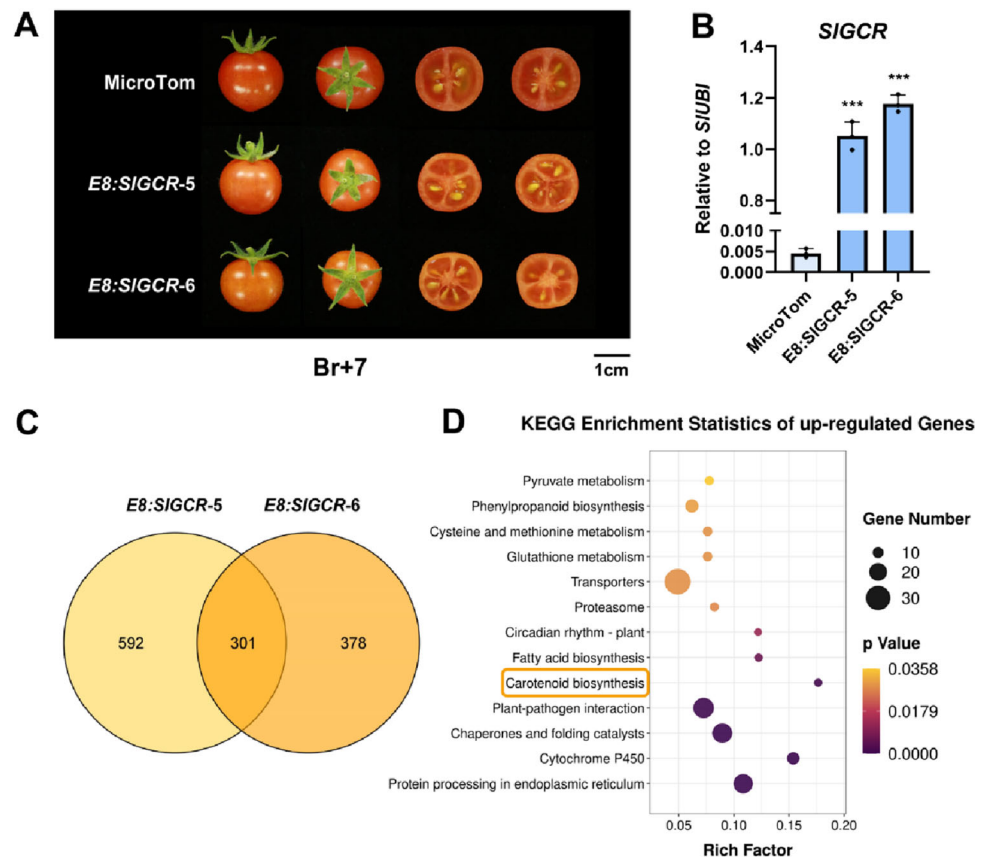 A
MicroTom
E8:SlGCR-5
E8:SlGCR-6
Br+7
1cm
B
SlGCR
Relative to SlUBI
1.4
1.2
1.0
0.8
0.010
0.005
0.000
***
***
MicroTom
E8:SlGCR-5
E8:SlGCR-6
C
E8:SlGCR-5
E8:SlGCR-6
592
301
378
D
KEGG Enrichment Statistics of up-regulated Genes
Pyruvate metabolism
Phenylpropanoid biosynthesis
Cysteine and methionine metabolism
Glutathione metabolism
Transporters
Proteasome
Circadian rhythm - plant
Fatty acid biosynthesis
Carotenoid biosynthesis
Plant-pathogen interaction
Chaperones and folding catalysts
Cytochrome P450
Protein processing in endoplasmic reticulum
0.05
0.10
0.15
0.20
Rich Factor
Gene Number
10
20
30
p Value
0.0358
0.0179
0.0000